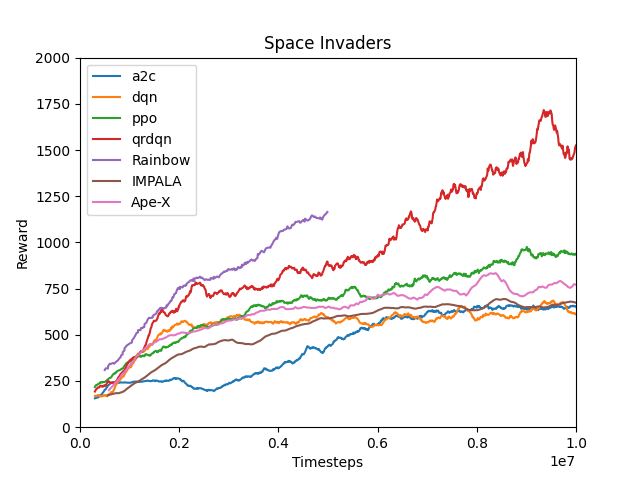 Space Invaders
2000
1750
1500
1250
1000
750
500
250
0
Reward
a2c
dqn
ppo
qrdqn
Rainbow
IMPALA
Ape-X
0.0 0.2 0.4 0.6 0.8 1.0
1e7
Timesteps